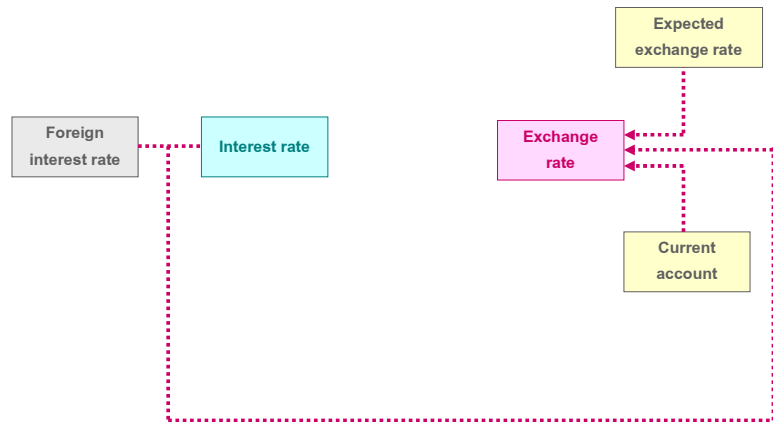 Expected
exchange rate
Foreign
interest rate
Interest rate
Exchange
rate
Current
account